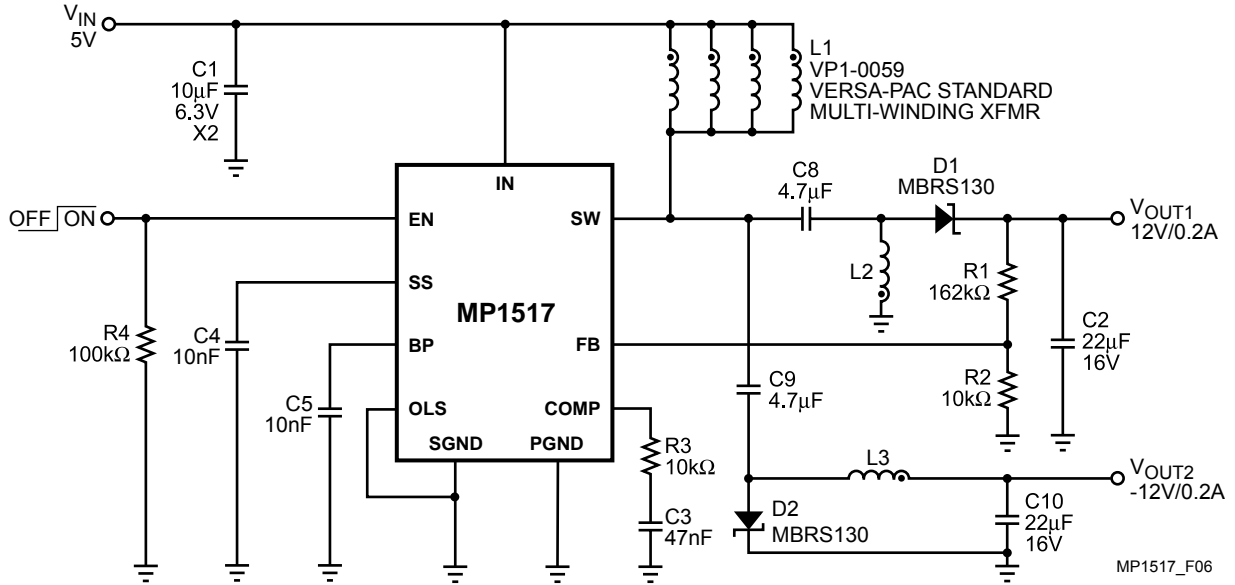 VIN
5V
C1
10µF
6.3V
X2
L1
VP1-0059
VERSA-PAC STANDARD
MULTI-WINDING XFMR
IN
OFF ON
EN
SW
C8
4.7µF
D1
MBRS130
VOUT1
12V/0.2A
L2
R1
162kΩ
SS
MP1517
R4
100kΩ
C4
10nF
BP
FB
C2
22µF
16V
R2
10kΩ
C9
4.7µF
C5
10nF
OLS
COMP
SGND
PGND
R3
10kΩ
L3
VOUT2
-12V/0.2A
C3
47nF
D2
MBRS130
C10
22µF
16V
MP1517_F06